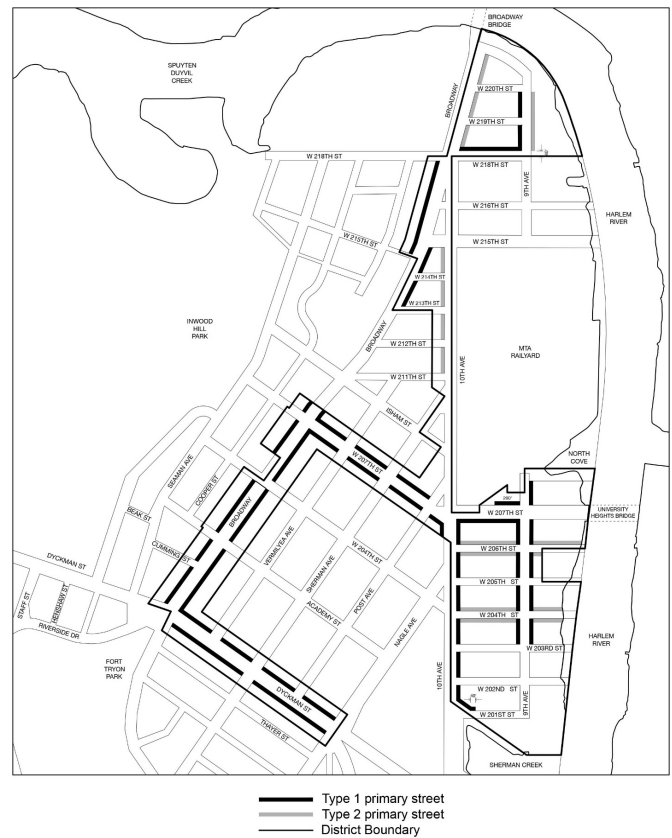 BROADWAY
BRIDGE
SPUYTEN
DUYVIL
CREEK
BROADWAY
W 220TH ST
W 219TH ST
W 218TH ST
W 218TH ST
9TH AVE
W 216TH ST
HARLEM
RIVER
W 215TH ST
W 215TH ST
W 214TH ST
W 213TH ST
INWOOD
HILL
PARK
BROADWAY
W 212TH ST
MTA
RAILYARD
10TH AVE
W 211TH ST
ISHAM ST
SEAMAN AVE
COOPER ST
W 207TH ST
NORTH
COVE
200'
BEAK ST
BROADWAY
W 207TH ST
UNIVERSITY
HEIGHTS BRIDGE
CUMMING ST
VERMILYEA AVE
W 204TH ST
W 206TH ST
DYCKMAN ST
SHERMAN AVE
W 205TH ST
STAFF ST
HENSHAW ST
ACADEMY ST
POST AVE
W 204TH ST
RIVERSIDE DR
NAGLE AVE
HARLEM
RIVER
W 203RD ST
FORT
TRYON
PARK
10TH AVE
DYCKMAN ST
W 202ND ST
9TH AVE
THAYER ST
W 201ST ST
SHERMAN CREEK
Type 1 primary street
Type 2 primary street
District Boundary